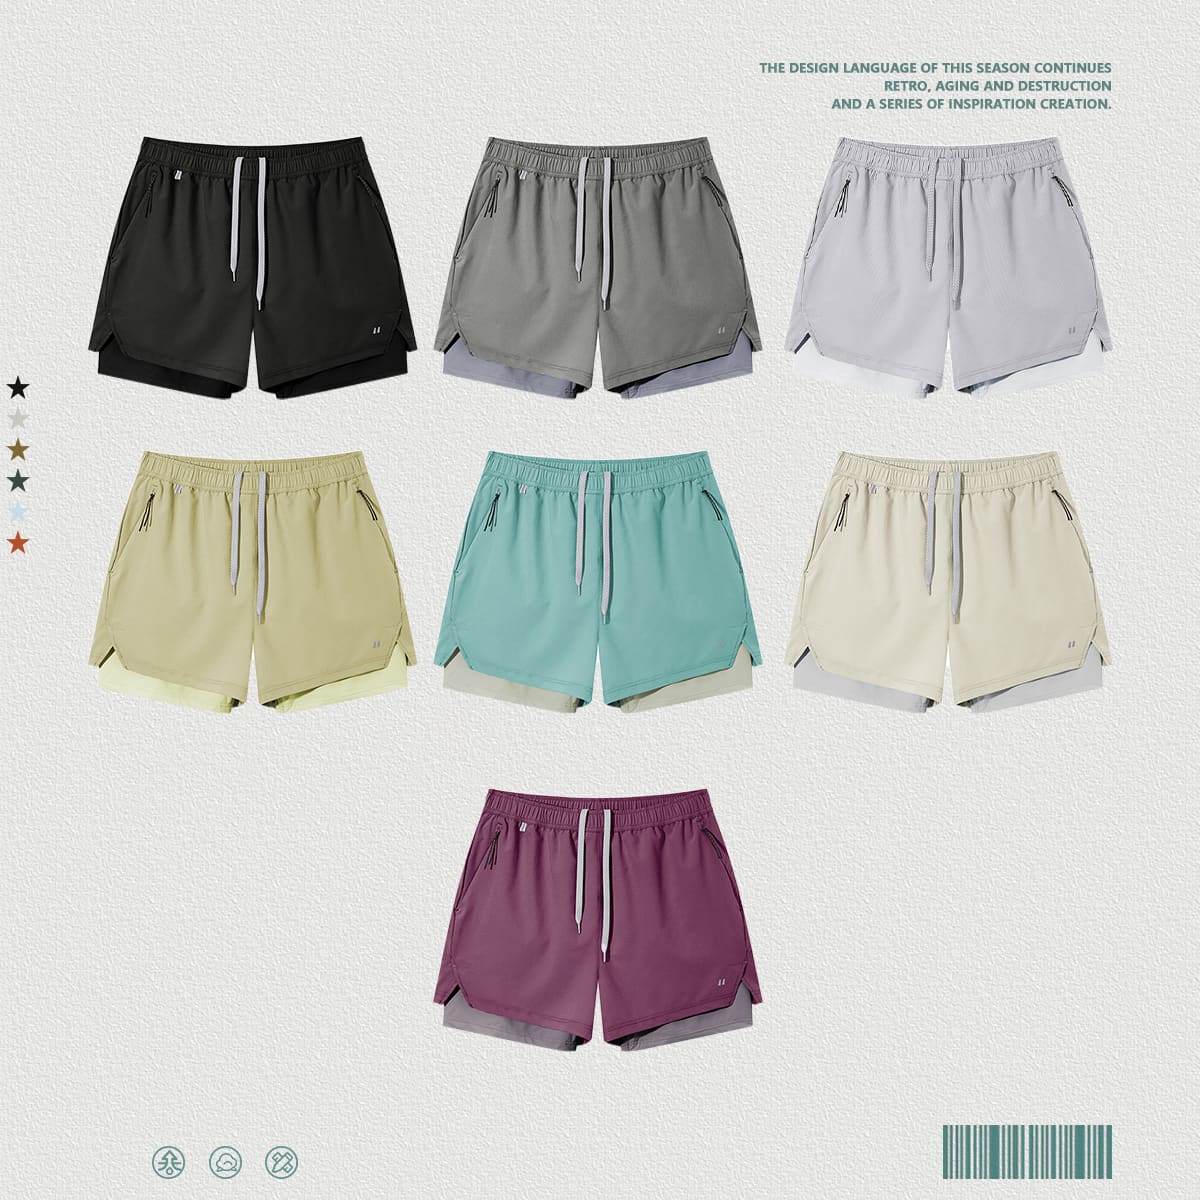 THE DESIGN LANGUAGE OF THIS SEASON CONTINUES
RETRO, AGING AND DESTRUCTION
AND A SERIES OF INSPIRATION CREATION.